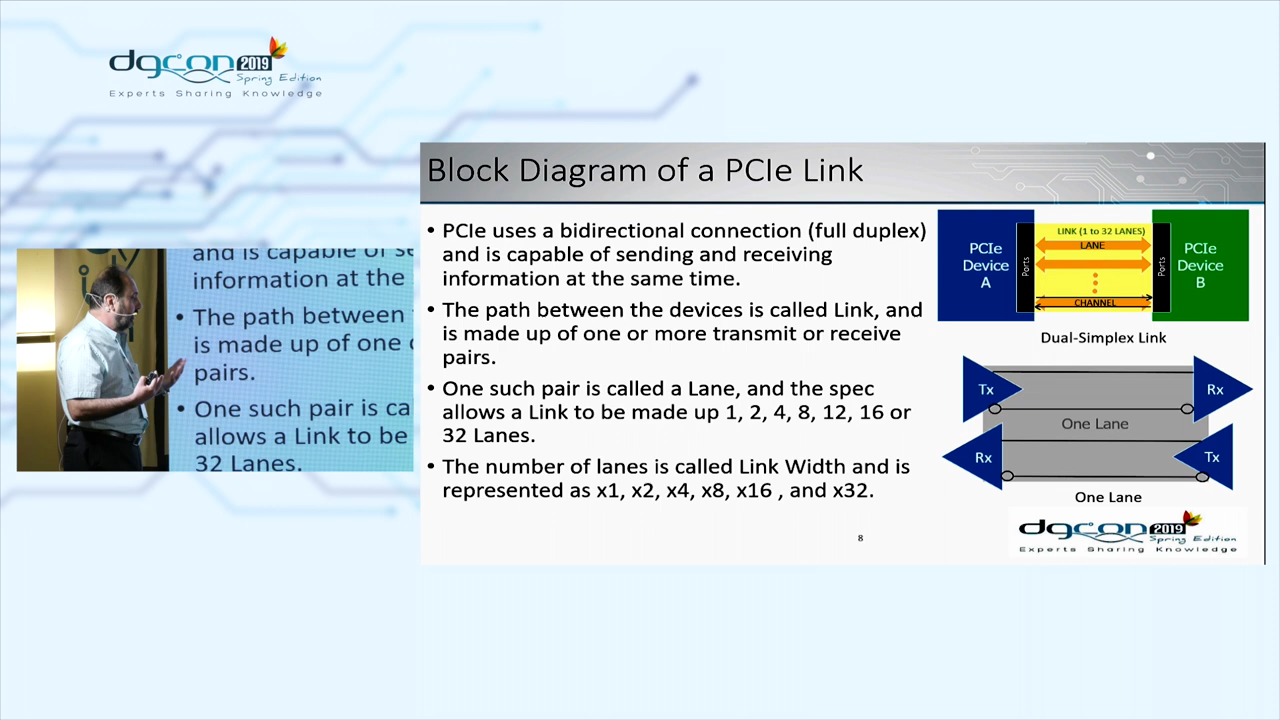 dgcon 2019
Spring Edition
Experts Sharing Knowledge
Block Diagram of a PCIe Link
• PCIe uses a bidirectional connection (full duplex)
and is capable of sending and receiving
information at the same time.
• The path between the devices is called Link, and
is made up of one or more transmit or receive
pairs.
• One such pair is called a Lane, and the spec
allows a Link to be made up 1, 2, 4, 8, 12, 16 or
32 Lanes.
• The number of lanes is called Link Width and is
represented as x1, x2, x4, x8, x16 , and x32.
8
PCIe
Device
A
Ports
LINK (1 to 32 LANES)
LANE
CHANNEL
Ports
PCIe
Device
B
Dual-Simplex Link
Tx
Rx
One Lane
Rx
Tx
One Lane
dgcon 2019
Spring Edition
Experts Sharing Knowledge
and is capable of se
information at the
• The path between
is made up of one
pairs.
• One such pair is ca
allows a Link to be
32 Lanes.